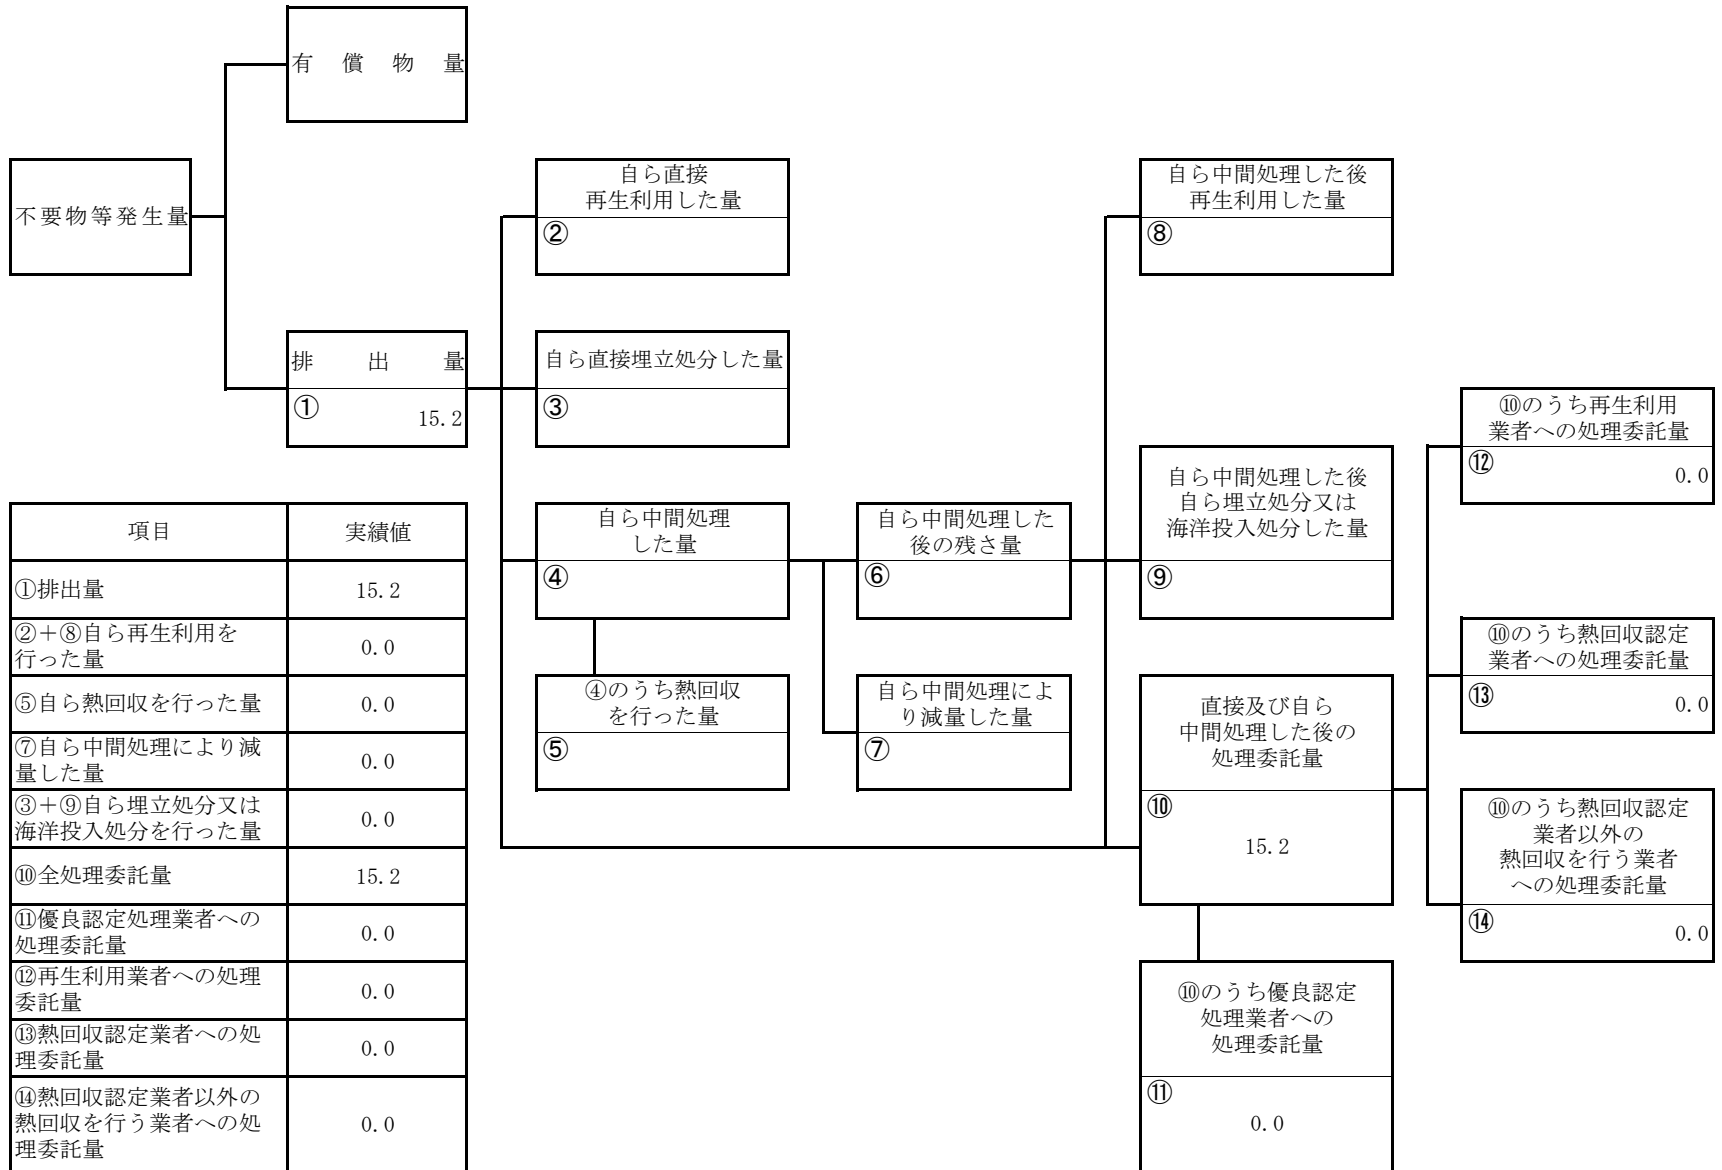 有償物量
不要物等発生量
排出量
①
15.2
自ら直接
再生利用した量
②
自ら直接埋立処分した量
③
自ら中間処理
した量
④
④のうち熱回収
を行った量
⑤
自ら中間処理した
後の残さ量
⑥
自ら中間処理によ
り減量した量
⑦
自ら中間処理した後
再生利用した量
⑧
自ら中間処理した後
自ら埋立処分又は
海洋投入処分した量
⑨
直接及び自ら
中間処理した後の
処理委託量
⑩
15.2
⑩のうち優良認定
処理業者への
処理委託量
⑪
0.0
⑩のうち再生利用
業者への処理委託量
⑫
0.0
⑩のうち熱回収認定
業者への処理委託量
⑬
0.0
⑩のうち熱回収認定
業者以外の
熱回収を行う業者
への処理委託量
⑭
0.0
項目 実績値
①排出量 15.2
②＋⑧自ら再生利用を
行った量 0.0
⑤自ら熱回収を行った量 0.0
⑦自ら中間処理により減
量した量 0.0
③＋⑨自ら埋立処分又は
海洋投入処分を行った量 0.0
⑩全処理委託量 15.2
⑪優良認定処理業者への
処理委託量 0.0
⑫再生利用業者への処理
委託量 0.0
⑬熱回収認定業者への処
理委託量 0.0
⑭熱回収認定業者以外の
熱回収を行う業者への処
理委託量 0.0